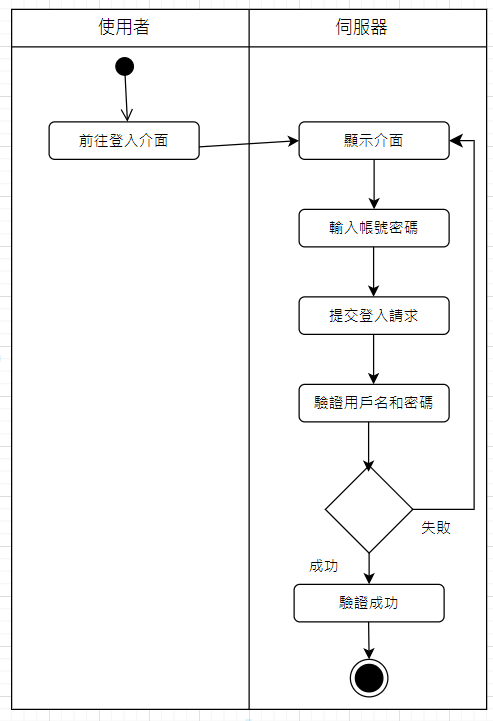 使用者
伺服器
前往登入介面
顯示介面
輸入帳號密碼
提交登入請求
驗證用戶名和密碼
失敗
成功
驗證成功